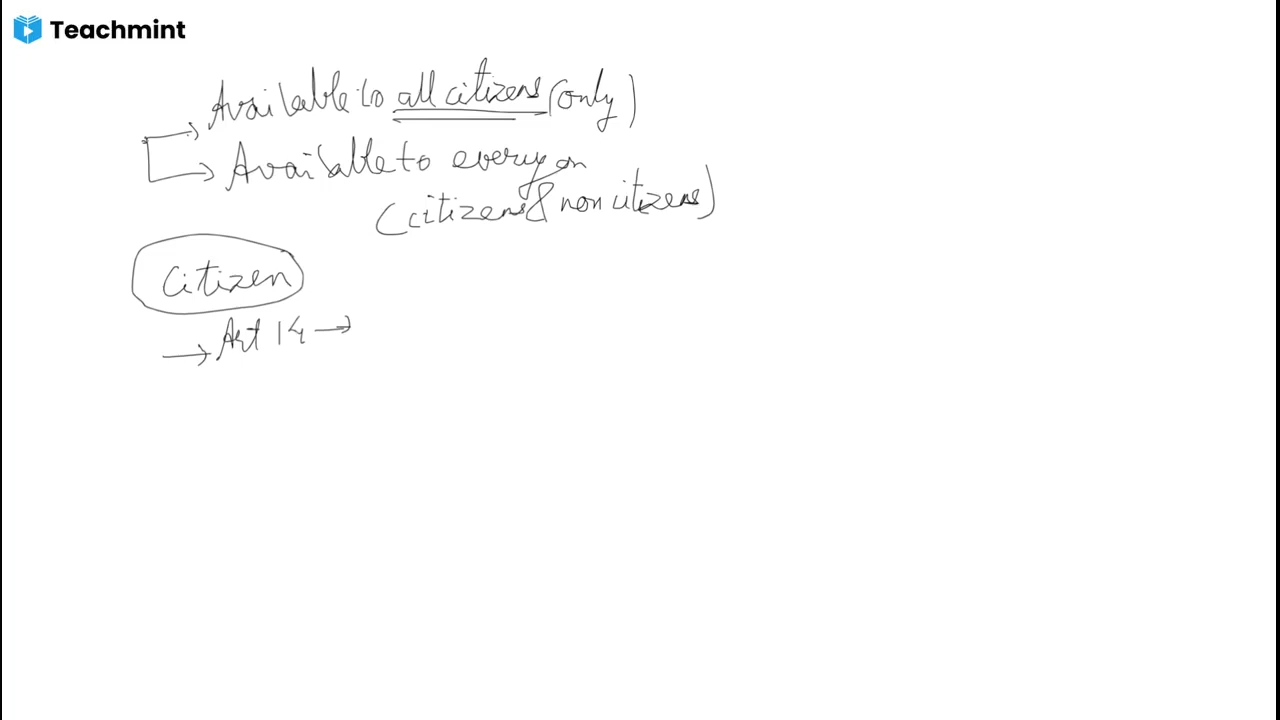 Teachmint
→ Available to all citizens (only)
→ Available to everyon
(citizens & non citizens)
Citizen
→ Art 14 →